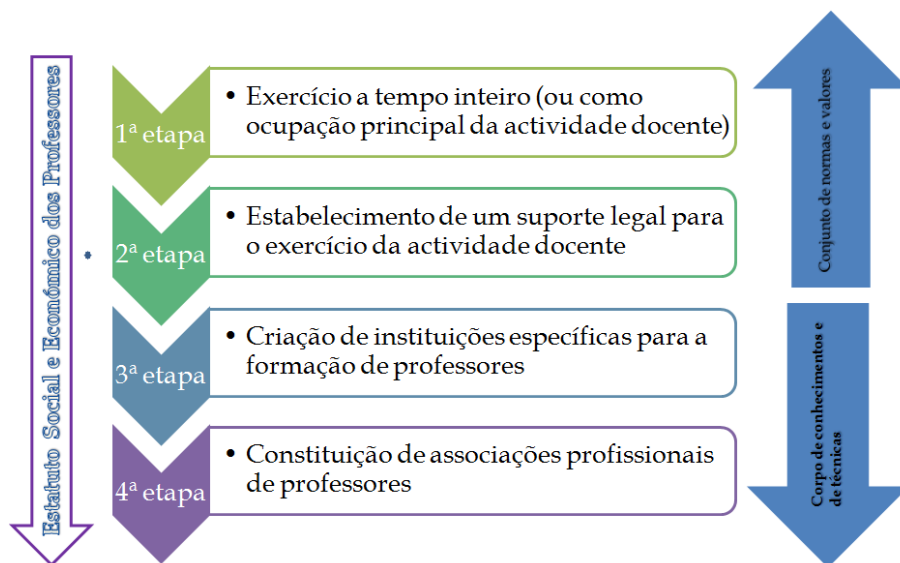 Estatuto Social e Económico dos Professores
1ª etapa
• Exercício a tempo inteiro (ou como
ocupação principal da actividade docente)
2ª etapa
• Estabelecimento de um suporte legal para
o exercício da actividade docente
3ª etapa
• Criação de instituições específicas para a
formação de professores
4ª etapa
• Constituição de associações profissionais
de professores
Conjunto de normas e valores
Corpo de conhecimentos e
de técnicas